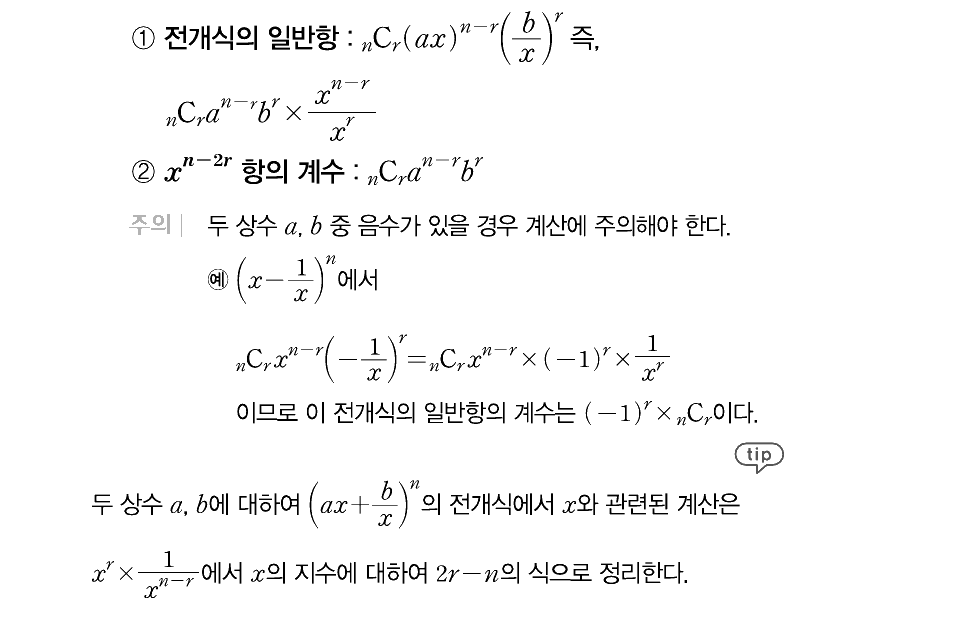 ① 전개식의 일반항 : ₙCᵣ(ax)ⁿ⁻ʳ(b/x)ʳ 즉,
ₙCᵣaⁿ⁻ʳbʳ × xⁿ⁻ʳ/xʳ
② xⁿ⁻²ʳ 항의 계수 : ₙCᵣaⁿ⁻ʳbʳ
주의 | 두 상수 a, b 중 음수가 있을 경우 계산에 주의해야 한다.
예 (x − 1/x)ⁿ에서
ₙCᵣxⁿ⁻ʳ(−1/x)ʳ = ₙCᵣxⁿ⁻ʳ × (−1)ʳ × 1/xʳ
이므로 이 전개식의 일반항의 계수는 (−1)ʳ × ₙCᵣ이다.
tip
두 상수 a, b에 대하여 (ax + b/x)ⁿ의 전개식에서 x와 관련된 계산은
xʳ × 1/xⁿ⁻ʳ에서 x의 지수에 대하여 2r − n의 식으로 정리한다.